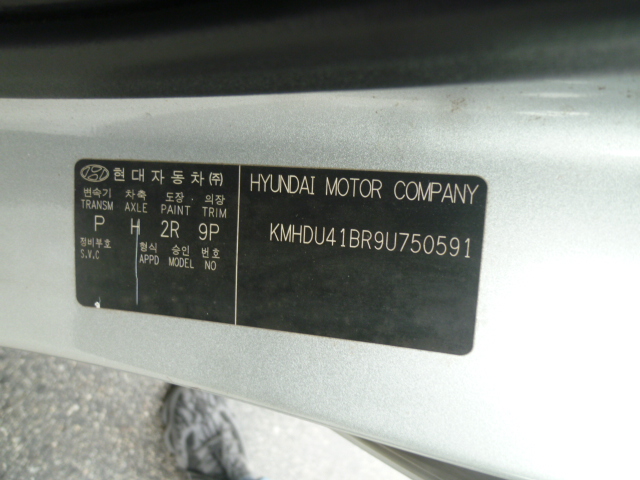 현대자동차㈜
변속기 차축 도장 · 의장
TRANSM AXLE PAINT TRIM
P H 2R 9P
정비부호 형식 승인 번호
S.V.C APPD MODEL NO
HYUNDAI MOTOR COMPANY
KMHDU41BR9U750591